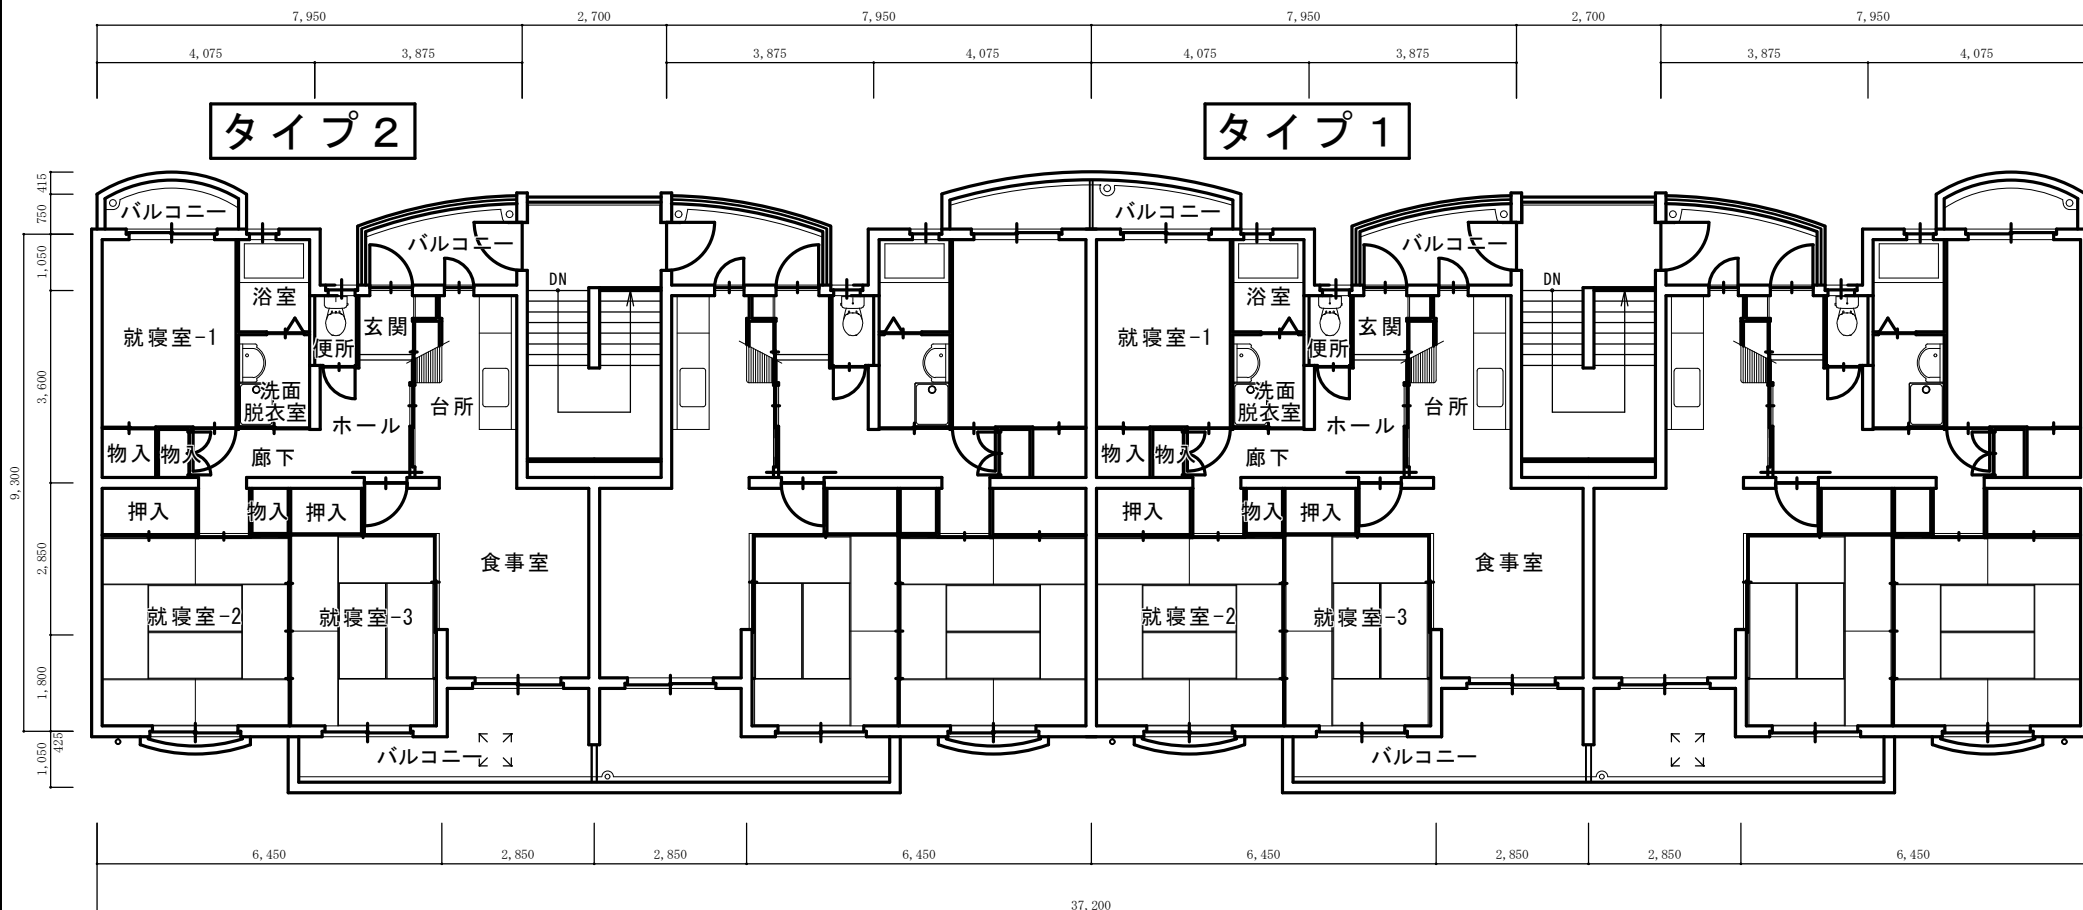 7,950 2,700 7,950 7,950 2,700 7,950
4,075 3,875 3,875 4,075 4,075 3,875 3,875 4,075
タイプ2 タイプ1
415
750
1,050
3,600
9,300
2,850
1,800
425
1,050
バルコニー バルコニー
バルコニー バルコニー
DN DN
浴室 浴室
玄関 玄関
就寝室-1 就寝室-1
便所 便所
洗面 洗面
脱衣室 脱衣室
台所 台所
ホール ホール
物入 物入 廊下 物入 物入 廊下
押入 物入 押入 押入 物入 押入
食事室 食事室
就寝室-2 就寝室-3 就寝室-2 就寝室-3
バルコニー バルコニー
6,450 2,850 2,850 6,450 6,450 2,850 2,850 6,450
37,200